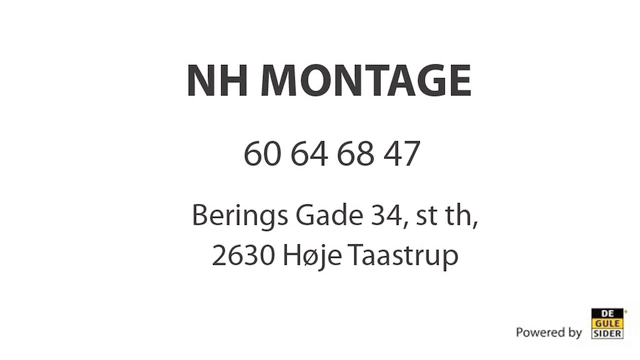 NH MONTAGE
60 64 68 47
Berings Gade 34, st th,
2630 Høje Taastrup
Powered by
DE
GULE
SIDER